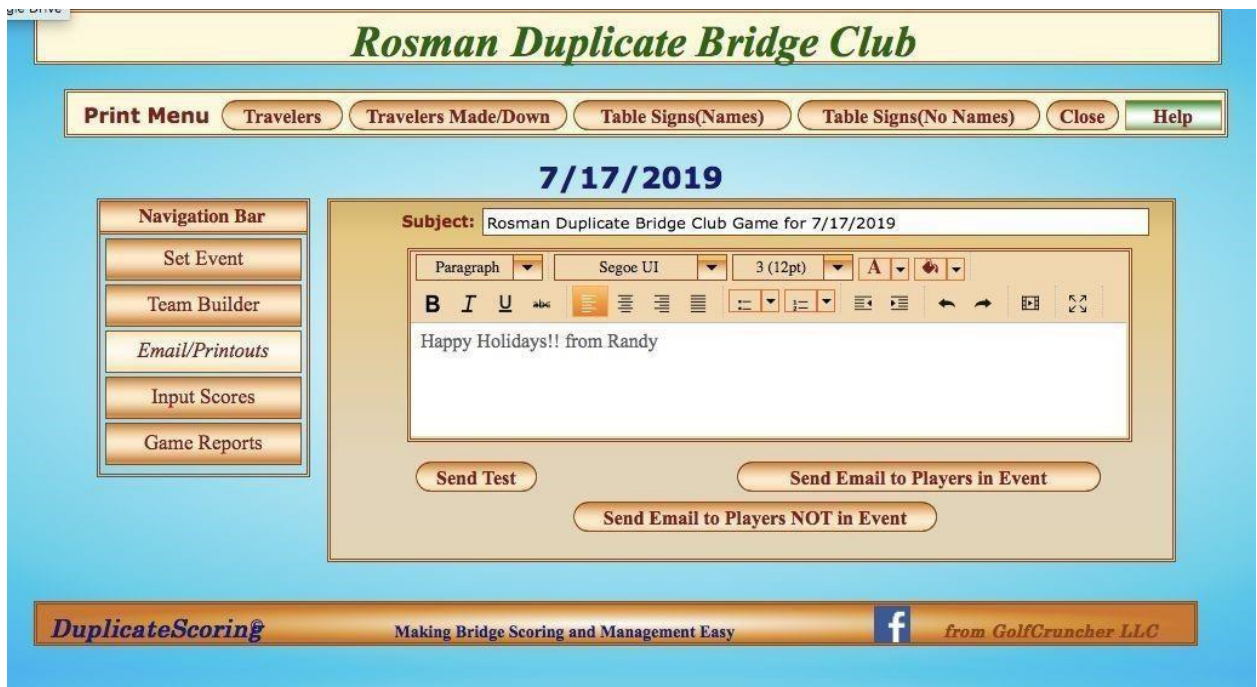 gle Drive
Rosman Duplicate Bridge Club
Print Menu Travelers Travelers Made/Down Table Signs(Names) Table Signs(No Names) Close Help
7/17/2019
Navigation Bar
Set Event
Team Builder
Email/Printouts
Input Scores
Game Reports
Subject: Rosman Duplicate Bridge Club Game for 7/17/2019
Paragraph Segoe UI 3 (12pt) A
B I U abc
Happy Holidays!! from Randy
Send Test Send Email to Players in Event
Send Email to Players NOT in Event
DuplicateScoring Making Bridge Scoring and Management Easy f from GolfCruncher LLC